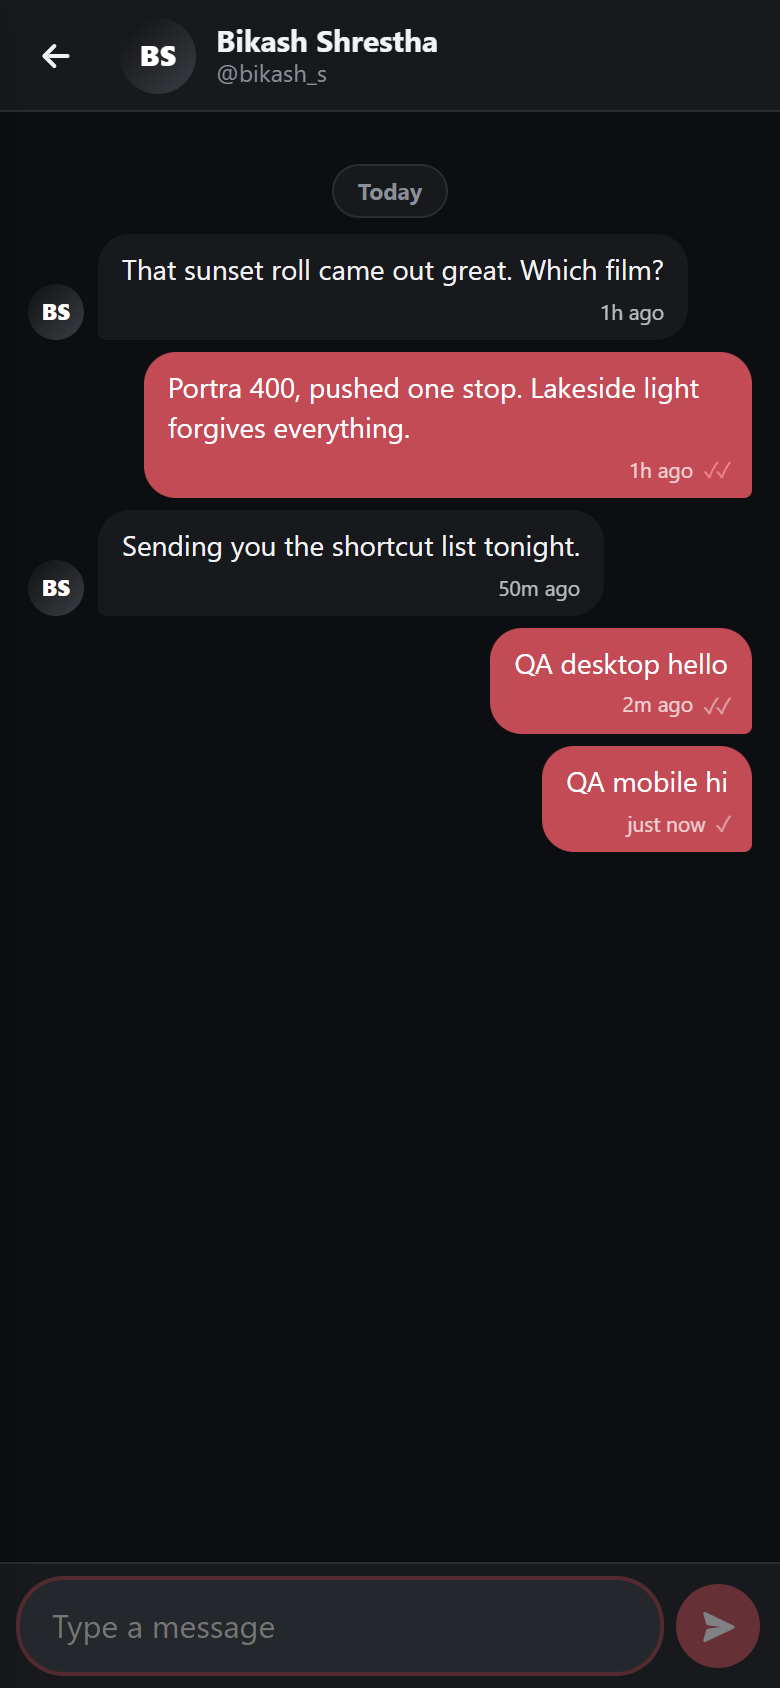 BS
Bikash Shrestha
@bikash_s
Today
That sunset roll came out great. Which film?
1h ago
BS
Portra 400, pushed one stop. Lakeside light
forgives everything.
1h ago ✓✓
Sending you the shortcut list tonight.
50m ago
BS
QA desktop hello
2m ago ✓✓
QA mobile hi
just now ✓
Type a message